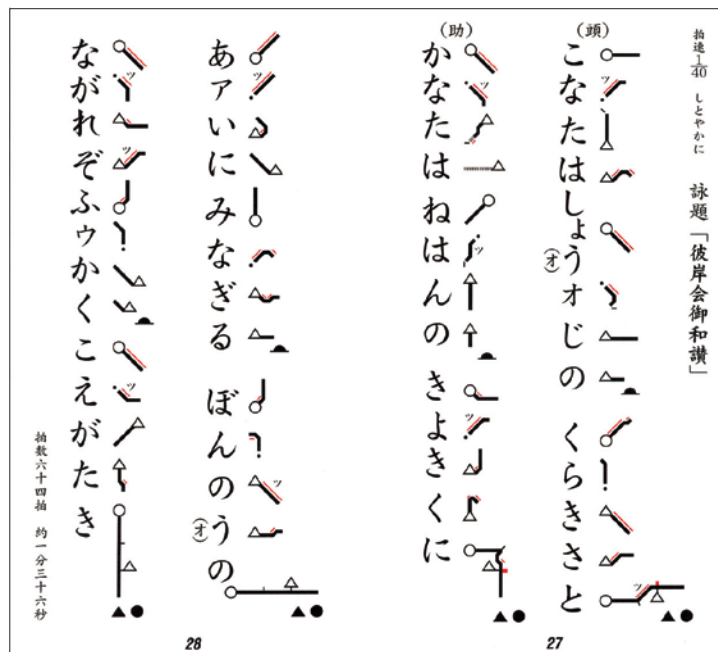 拍速1/40 しとやかに 詠題「彼岸会御和讃」
(頭)
こなたはしょうォじの くらきさと
(オ)
(助)
かなたはねはんの きよきくに
27
あァいにみなぎる ぼんのうの
(オ)
ながれぞふゥかくこえがたき
拍数六十四拍 約一分三十六秒
28